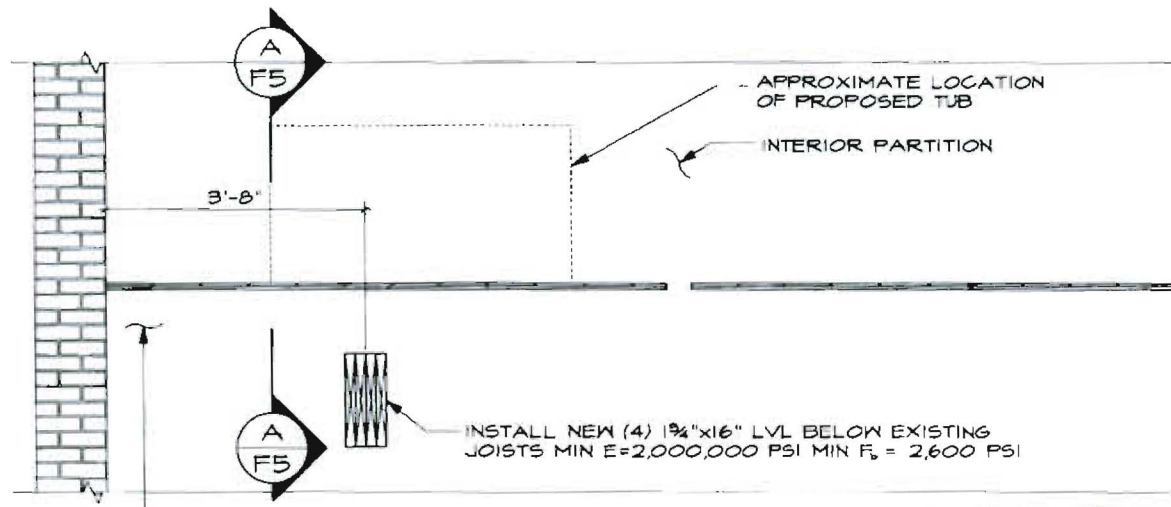 A
F5
APPROXIMATE LOCATION
OF PROPOSED TUB
INTERIOR PARTITION
3'-8"
INSTALL NEW (4) 1¾"x16" LVL BELOW EXISTING
JOISTS MIN E=2,000,000 PSI MIN Fb = 2,600 PSI
A
F5